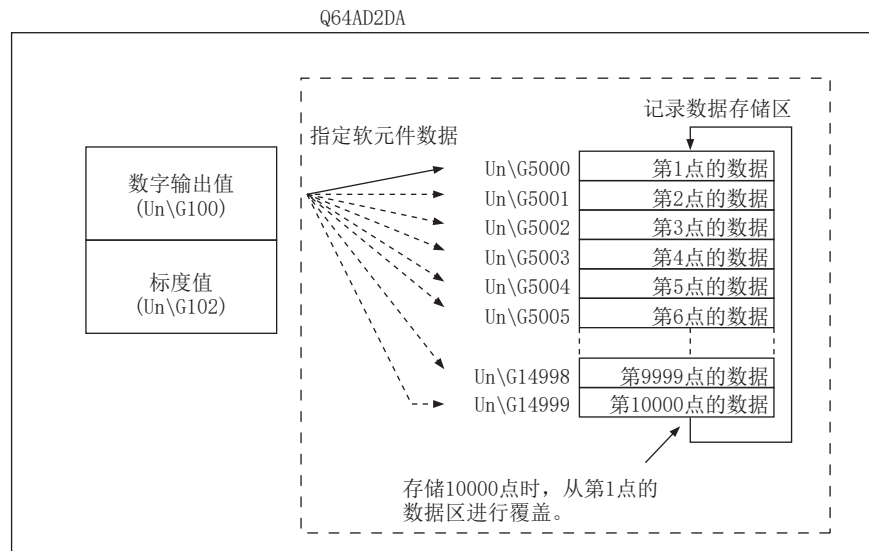 Q64AD2DA
记录数据存储区
指定软元件数据
数字输出值
(Un\G100)
标度值
(Un\G102)
Un\G5000 第1点的数据
Un\G5001 第2点的数据
Un\G5002 第3点的数据
Un\G5003 第4点的数据
Un\G5004 第5点的数据
Un\G5005 第6点的数据
Un\G14998 第9999点的数据
Un\G14999 第10000点的数据
存储10000点时，从第1点的
数据区进行覆盖。